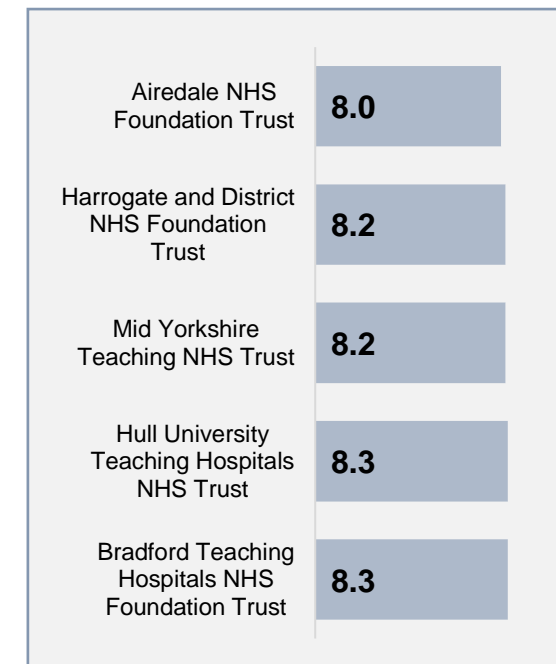 Airedale NHS
Foundation Trust
8.0
Harrogate and District
NHS Foundation
Trust
8.2
Mid Yorkshire
Teaching NHS Trust
8.2
Hull University
Teaching Hospitals
NHS Trust
8.3
Bradford Teaching
Hospitals NHS
Foundation Trust
8.3